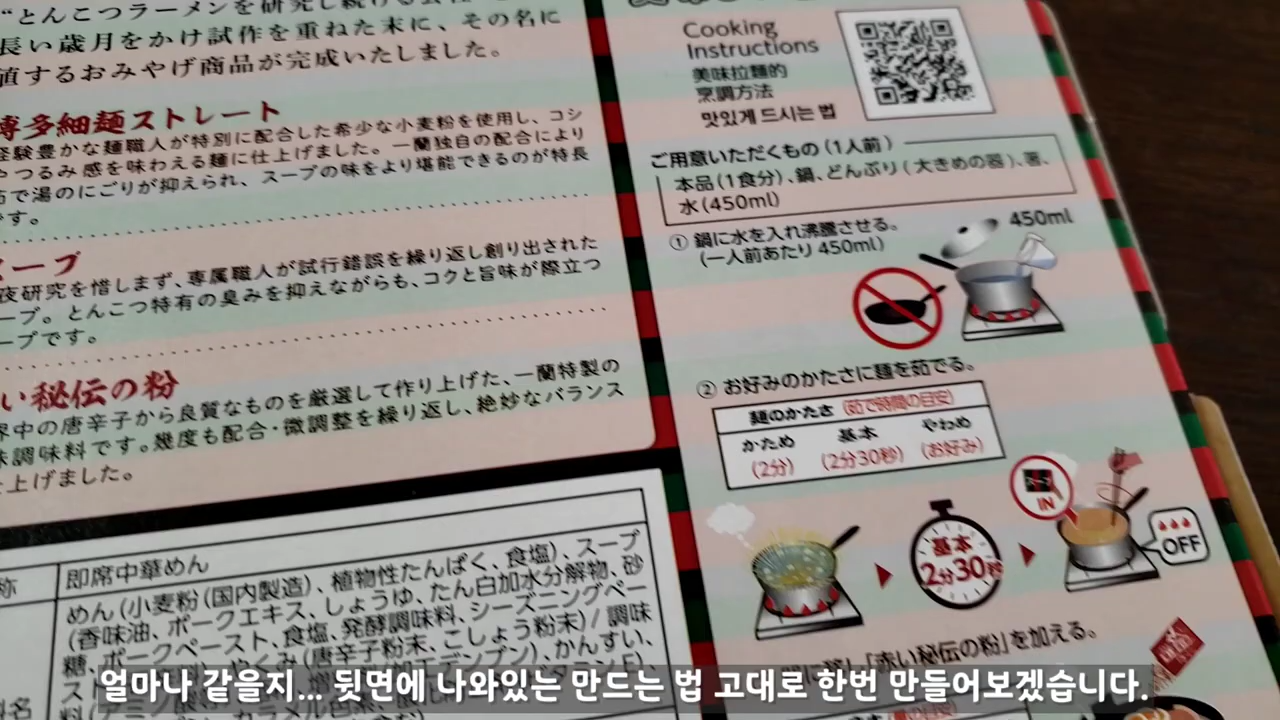 "とんこつラーメンを研究し続ける会社
長い歳月をかけ試作を重ねた末に、その名に
値するおみやげ商品が完成いたしました。
博多細麺ストレート
経験豊かな麺職人が特別に配合した希少な小麦粉を使用し、コシ
やつるみ感を味わえる麺に仕上げました。一蘭独自の配合により
茹で湯のにごりが抑えられ、スープの味をより堪能できるのが特長
です。
スープ
夜研究を惜しまず、専属職人が試行錯誤を繰り返し創り出された
ープ。とんこつ特有の臭みを抑えながらも、コクと旨味が際立つ
ープです。
い秘伝の粉
界中の唐辛子から良質なものを厳選して作り上げた、一蘭特製の
味調味料です。幾度も配合・微調整を繰り返し、絶妙なバランス
上げました。
称 即席中華めん
めん(小麦粉(国内製造)、植物性たんぱく、食塩)、スープ
(香味油、ポークエキス、しょうゆ、たん白加水分解物、砂
糖、ポークペースト、食塩、発酵調味料、シーズニングベー
スト
料名
Cooking
Instructions
美味拉麵的
烹調方法
맛있게 드시는 법
ご用意いただくもの(1人前)
本品(1食分)、鍋、どんぶり(大きめの器)、箸、
水(450ml)
① 鍋に水を入れ沸騰させる。
(一人前あたり 450ml)
450ml
② お好みのかたさに麺を茹でる。
麺のかたさ (茹で時間の目安)
かため 基本 やわめ
(2分) (2分30秒) (お好み)
IN
基本
2分30秒
OFF
「赤い秘伝の粉」を加える。
얼마나 같을지... 뒷면에 나와있는 만드는 법 고대로 한번 만들어보겠습니다.